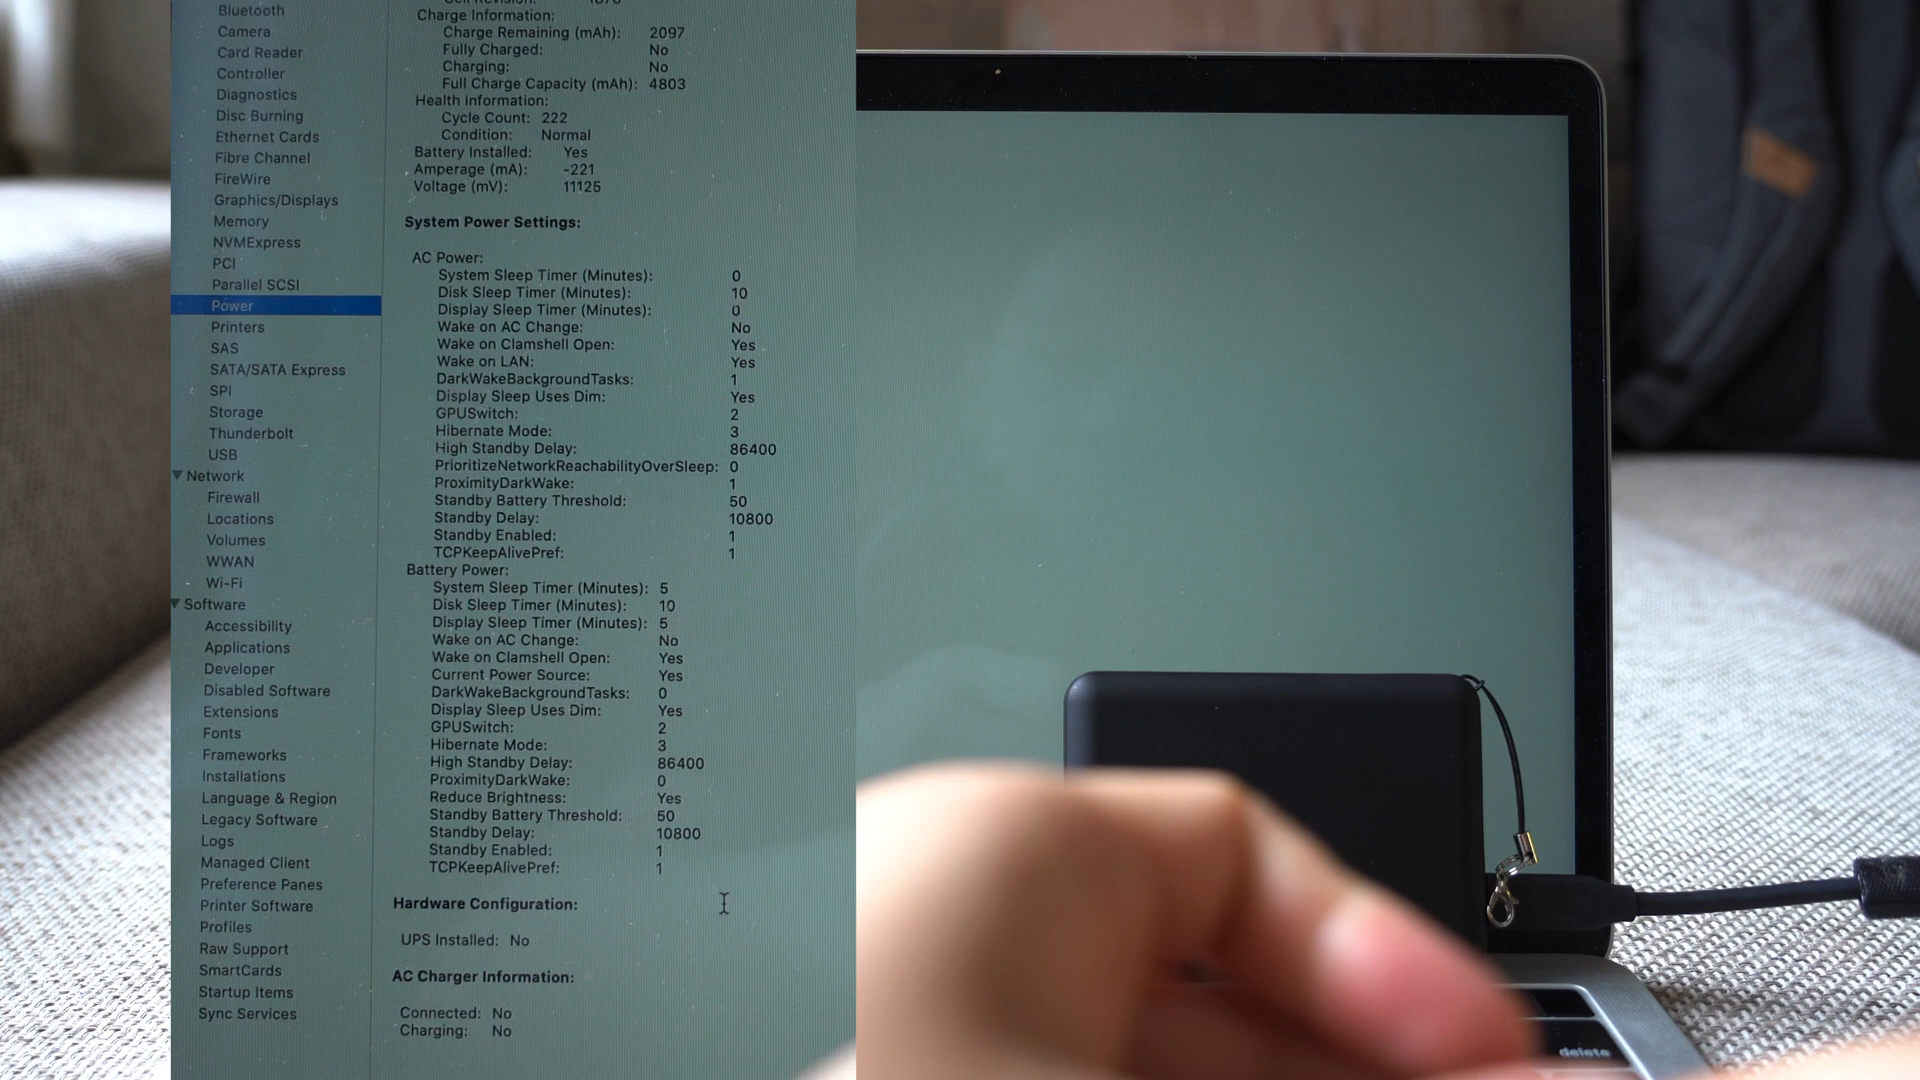 Bluetooth
Camera
Card Reader
Controller
Diagnostics
Disc Burning
Ethernet Cards
Fibre Channel
FireWire
Graphics/Displays
Memory
NVMExpress
PCI
Parallel SCSI
Power
Printers
SAS
SATA/SATA Express
SPI
Storage
Thunderbolt
USB
Network
Firewall
Locations
Volumes
WWAN
Wi-Fi
Software
Accessibility
Applications
Developer
Disabled Software
Extensions
Fonts
Frameworks
Installations
Language & Region
Legacy Software
Logs
Managed Client
Preference Panes
Printer Software
Profiles
Raw Support
SmartCards
Startup Items
Sync Services
Charge Information:
Charge Remaining (mAh): 2097
Fully Charged: No
Charging: No
Full Charge Capacity (mAh): 4803
Health Information:
Cycle Count: 222
Condition: Normal
Battery Installed: Yes
Amperage (mA): -221
Voltage (mV): 11125
System Power Settings:
AC Power:
System Sleep Timer (Minutes): 0
Disk Sleep Timer (Minutes): 10
Display Sleep Timer (Minutes): 0
Wake on AC Change: No
Wake on Clamshell Open: Yes
Wake on LAN: Yes
DarkWakeBackgroundTasks: 1
Display Sleep Uses Dim: Yes
GPUSwitch: 2
Hibernate Mode: 3
High Standby Delay: 86400
PrioritizeNetworkReachabilityOverSleep: 0
ProximityDarkWake: 1
Standby Battery Threshold: 50
Standby Delay: 10800
Standby Enabled: 1
TCPKeepAlivePref: 1
Battery Power:
System Sleep Timer (Minutes): 5
Disk Sleep Timer (Minutes): 10
Display Sleep Timer (Minutes): 5
Wake on AC Change: No
Wake on Clamshell Open: Yes
Current Power Source: Yes
DarkWakeBackgroundTasks: 0
Display Sleep Uses Dim: Yes
GPUSwitch: 2
Hibernate Mode: 3
High Standby Delay: 86400
ProximityDarkWake: 0
Reduce Brightness: Yes
Standby Battery Threshold: 50
Standby Delay: 10800
Standby Enabled: 1
TCPKeepAlivePref: 1
Hardware Configuration:
UPS Installed: No
AC Charger Information:
Connected: No
Charging: No
delete